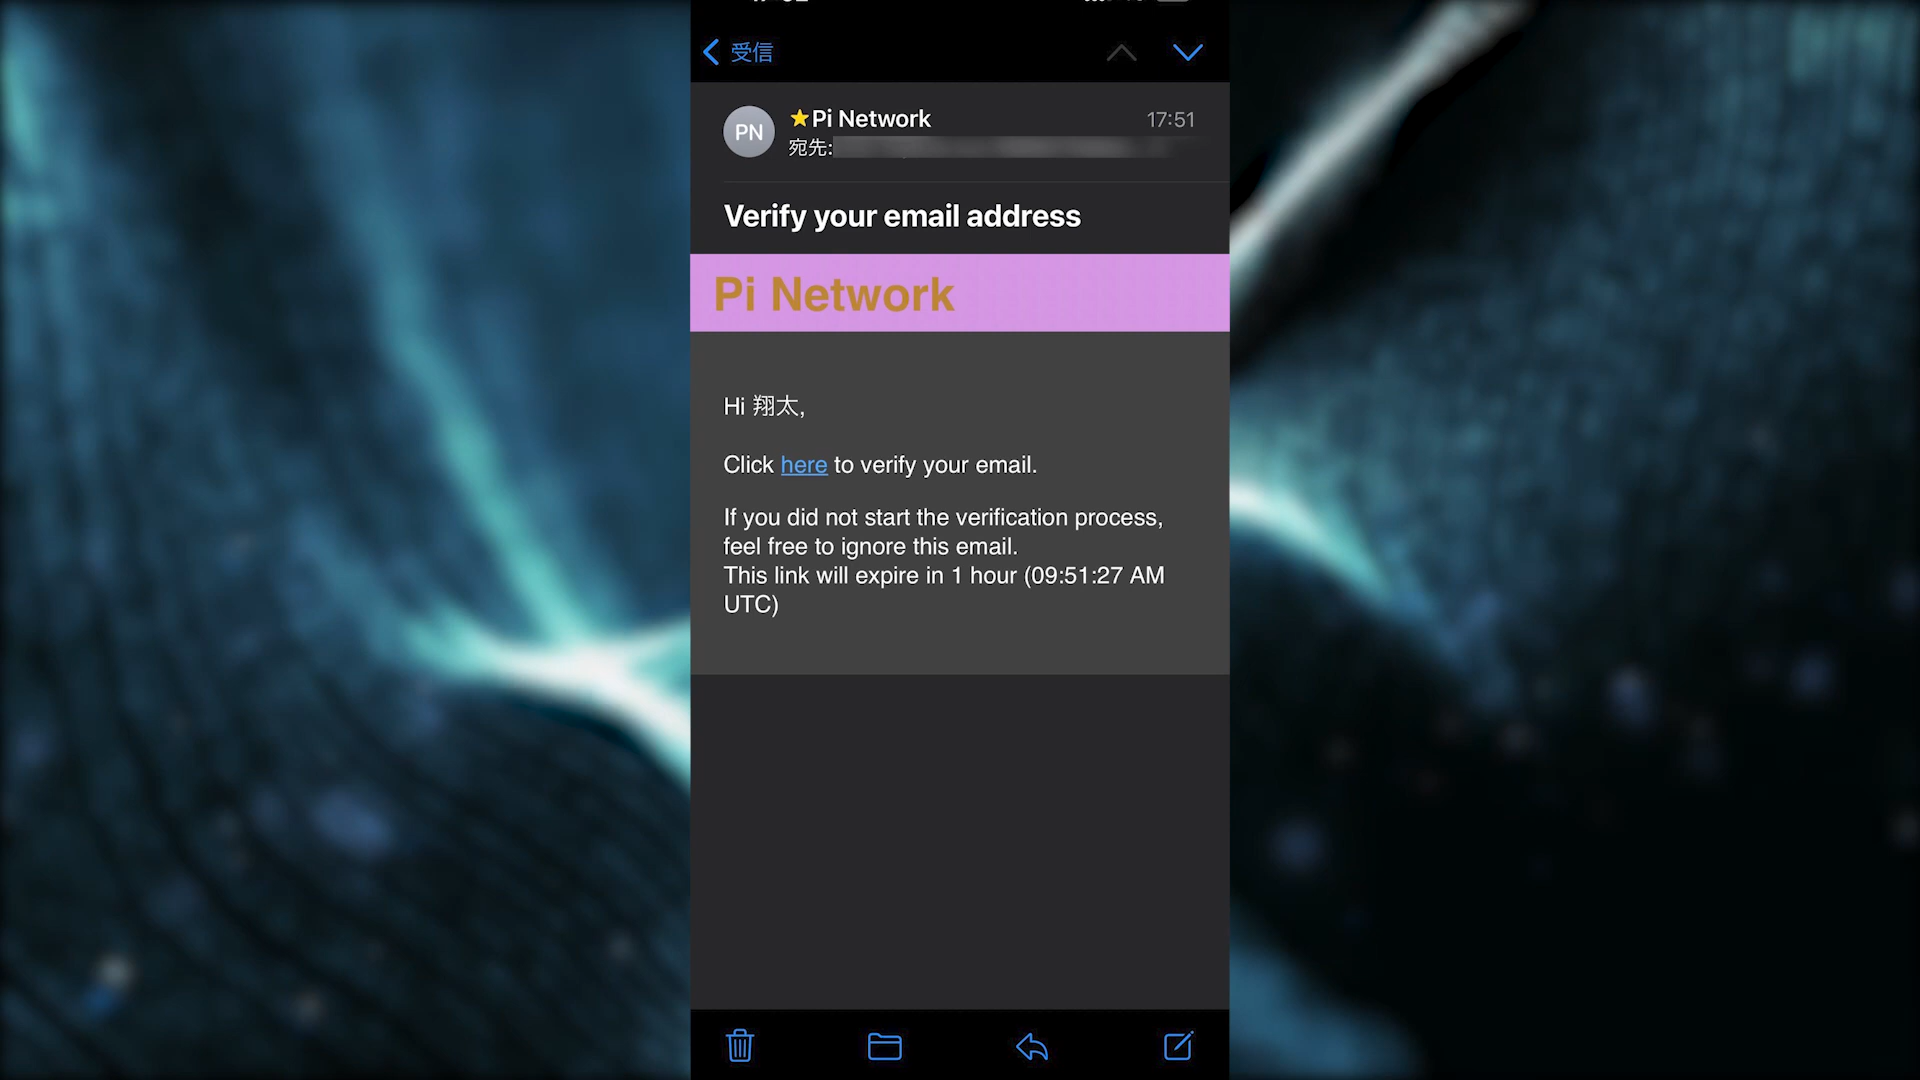 受信
PN
⭐Pi Network
17:51
宛先:
Verify your email address
Pi Network
Hi 翔太,
Click here to verify your email.
If you did not start the verification process,
feel free to ignore this email.
This link will expire in 1 hour (09:51:27 AM
UTC)